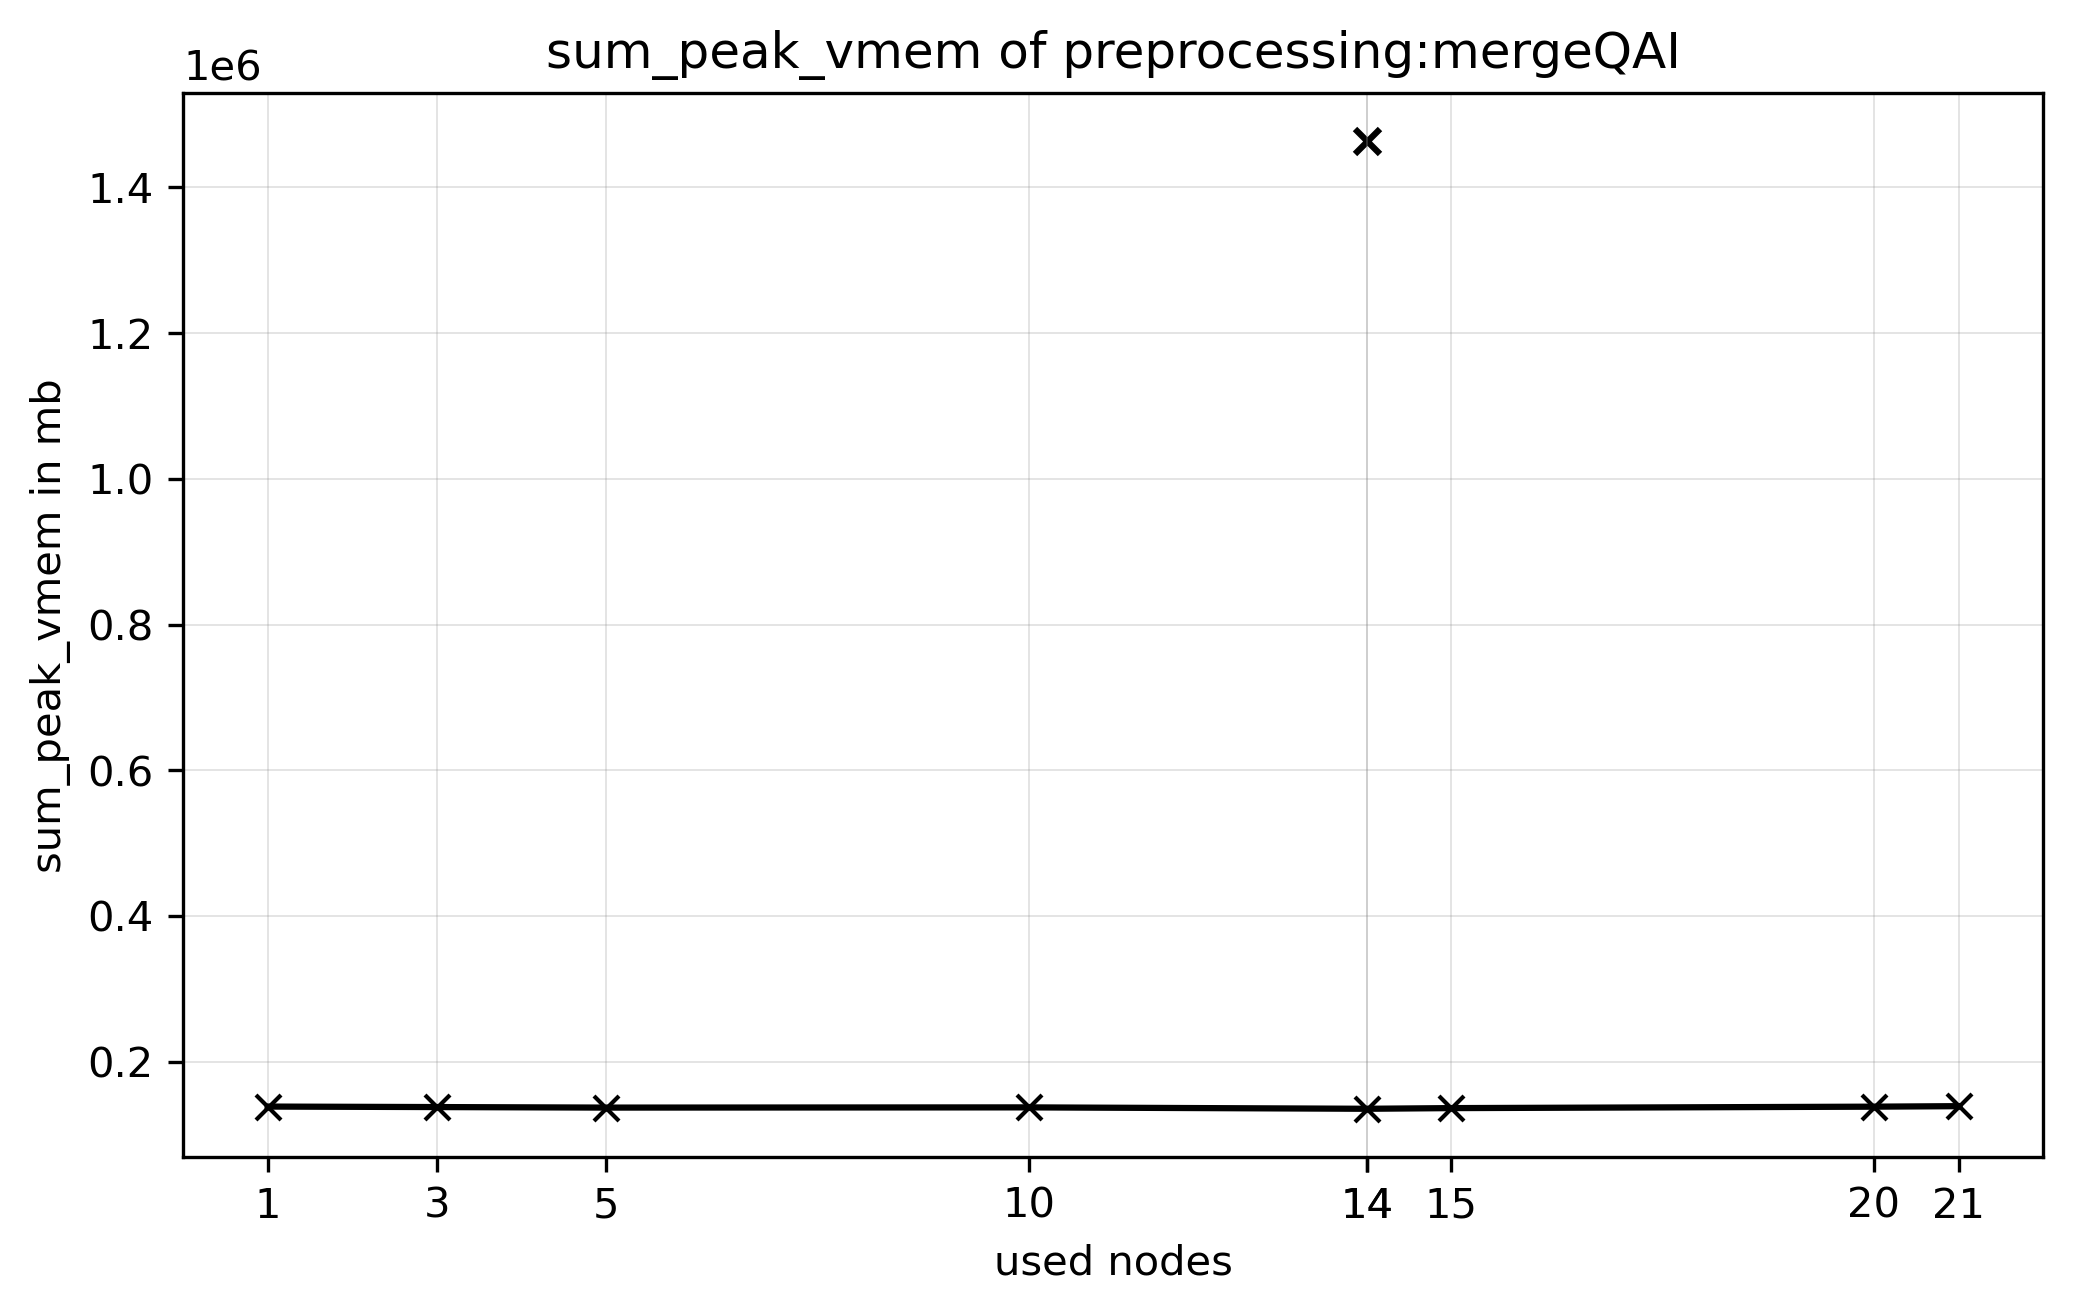 sum_peak_vmem of preprocessing:mergeQAI
1e6
1.4
1.2
1.0
0.8
0.6
0.4
0.2
sum_peak_vmem in mb
1 3 5 10 14 15 20 21
used nodes